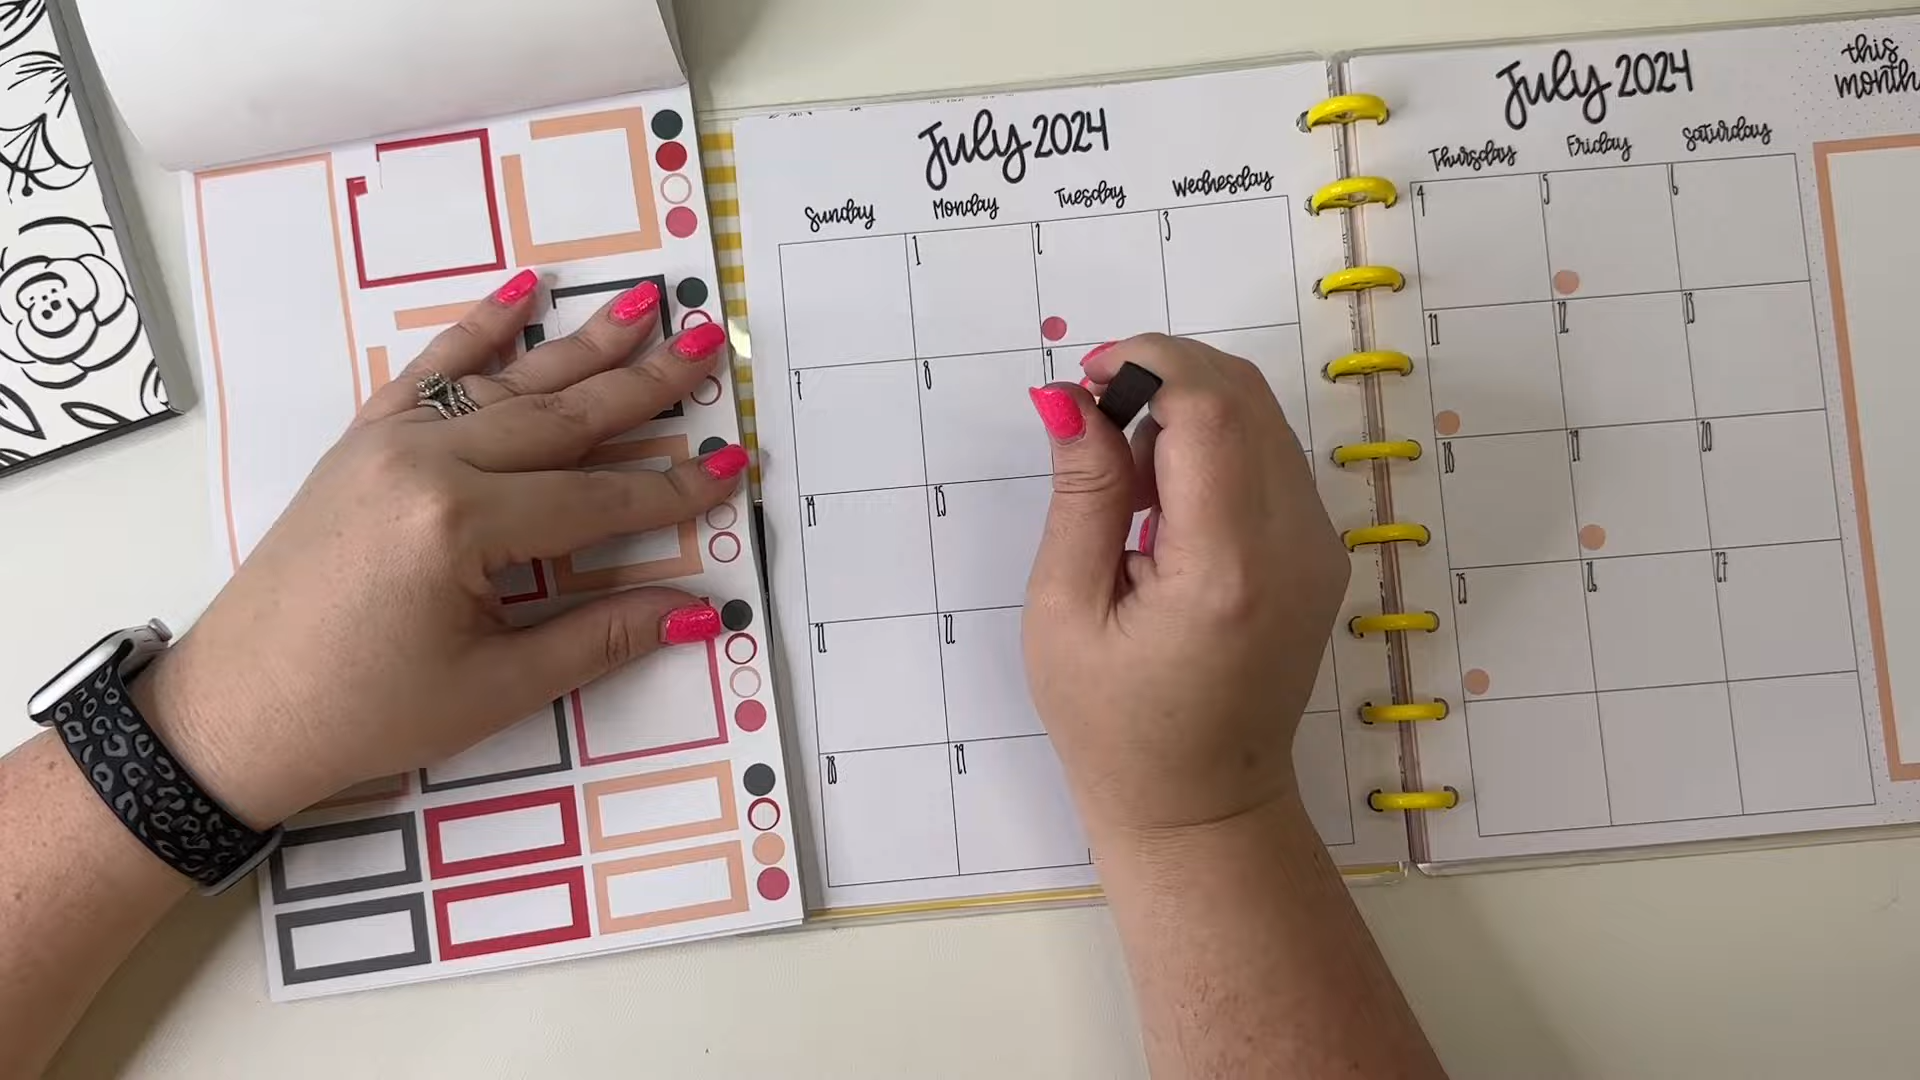 July 2024
Sunday Monday Tuesday Wednesday
1 2 3
7 8 9
14 15
21 22
28 29
July 2024
this
month
Thursday Friday Saturday
4 5 6
11 12 13
18 19 20
25 26 27